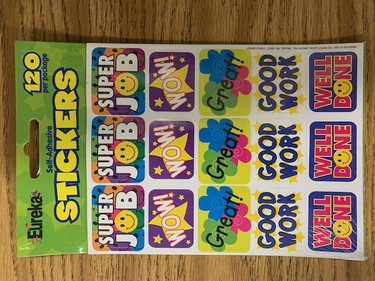 120
per package
Self-Adhesive
STICKERS
Eureka
SUPER JOB
WOW!
Great!
GOOD WORK
WELL DONE
SUPER JOB
WOW!
Great!
GOOD WORK
WELL DONE
SUPER JOB
WOW!
Great!
GOOD WORK
WELL DONE